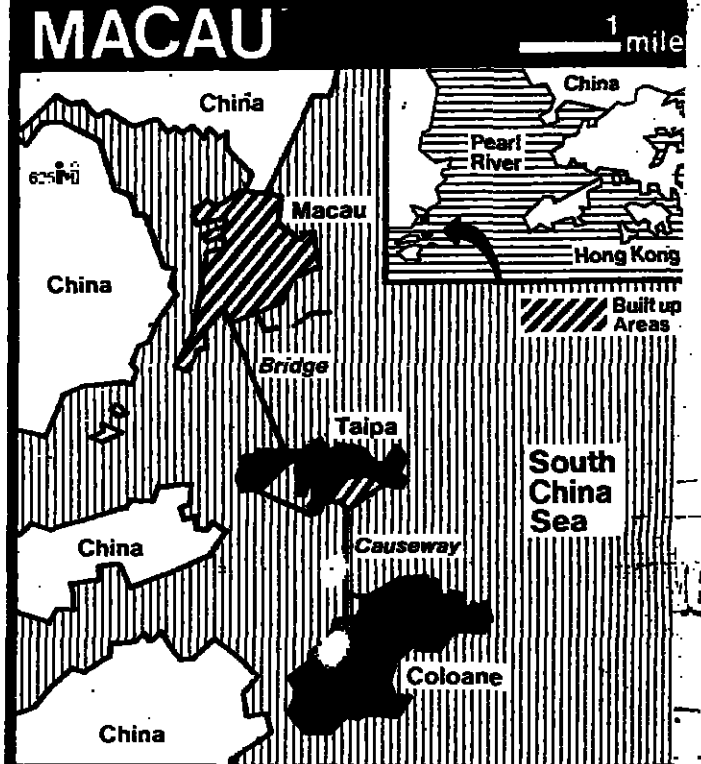 MACAU
1
mile
China
China
Pearl
River
Macau
Hong Kong
China
Built up
Areas
Bridge
Taipa
South
China
Sea
Causeway
China
Coloane
China